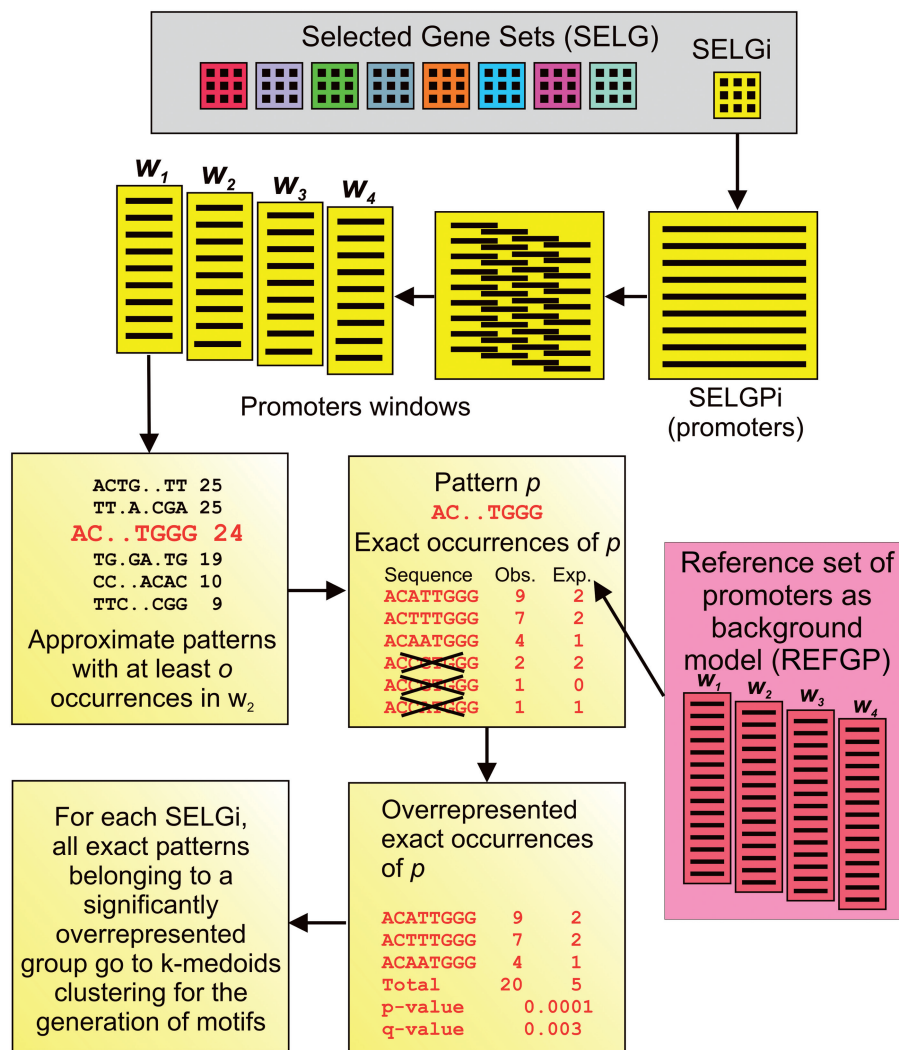 Selected Gene Sets (SELG)
SELGi
w1
w2
w3
w4
Promoters windows
SELGPi
(promoters)
ACTG..TT 25
TT.A.CGA 25
AC..TGGG 24
TG.GA.TG 19
CC..ACAC 10
TTC..CGG 9
Approximate patterns
with at least o
occurrences in w2
Pattern p
AC..TGGG
Exact occurrences of p
Sequence Obs. Exp.
ACATTGGG 9 2
ACTTTGGG 7 2
ACAATGGG 4 1
ACCCTGGG 2 2
ACCGTGGG 1 0
ACCATGGG 1 1
Reference set of
promoters as
background
model (REFGP)
w1
w2
w3
w4
For each SELGi,
all exact patterns
belonging to a
significantly
overrepresented
group go to k-medoids
clustering for the
generation of motifs
Overrepresented
exact occurrences
of p
ACATTGGG 9 2
ACTTTGGG 7 2
ACAATGGG 4 1
Total 20 5
p-value 0.0001
q-value 0.003